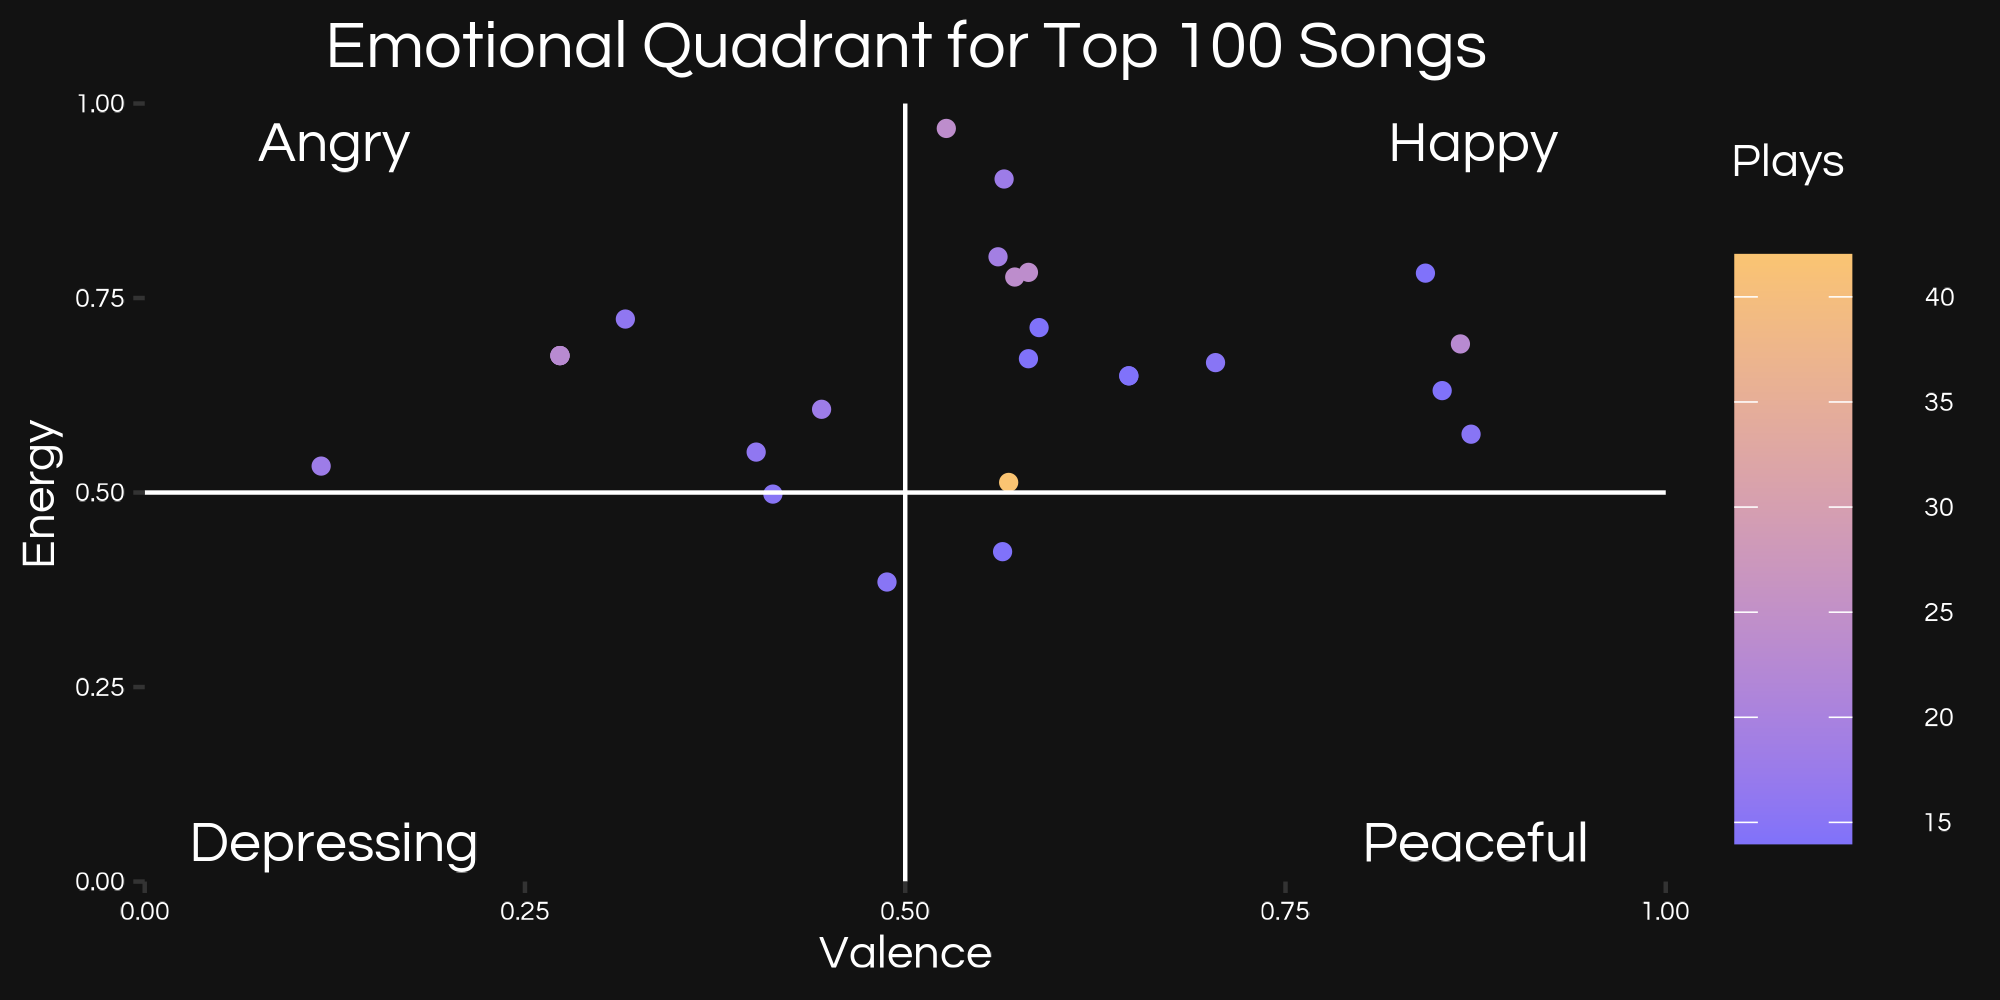 Emotional Quadrant for Top 100 Songs
1.00
Angry
Happy
Plays
0.75
40
35
Energy
0.50
30
25
0.25
20
Depressing
Peaceful
15
0.00
0.00 0.25 0.50 0.75 1.00
Valence